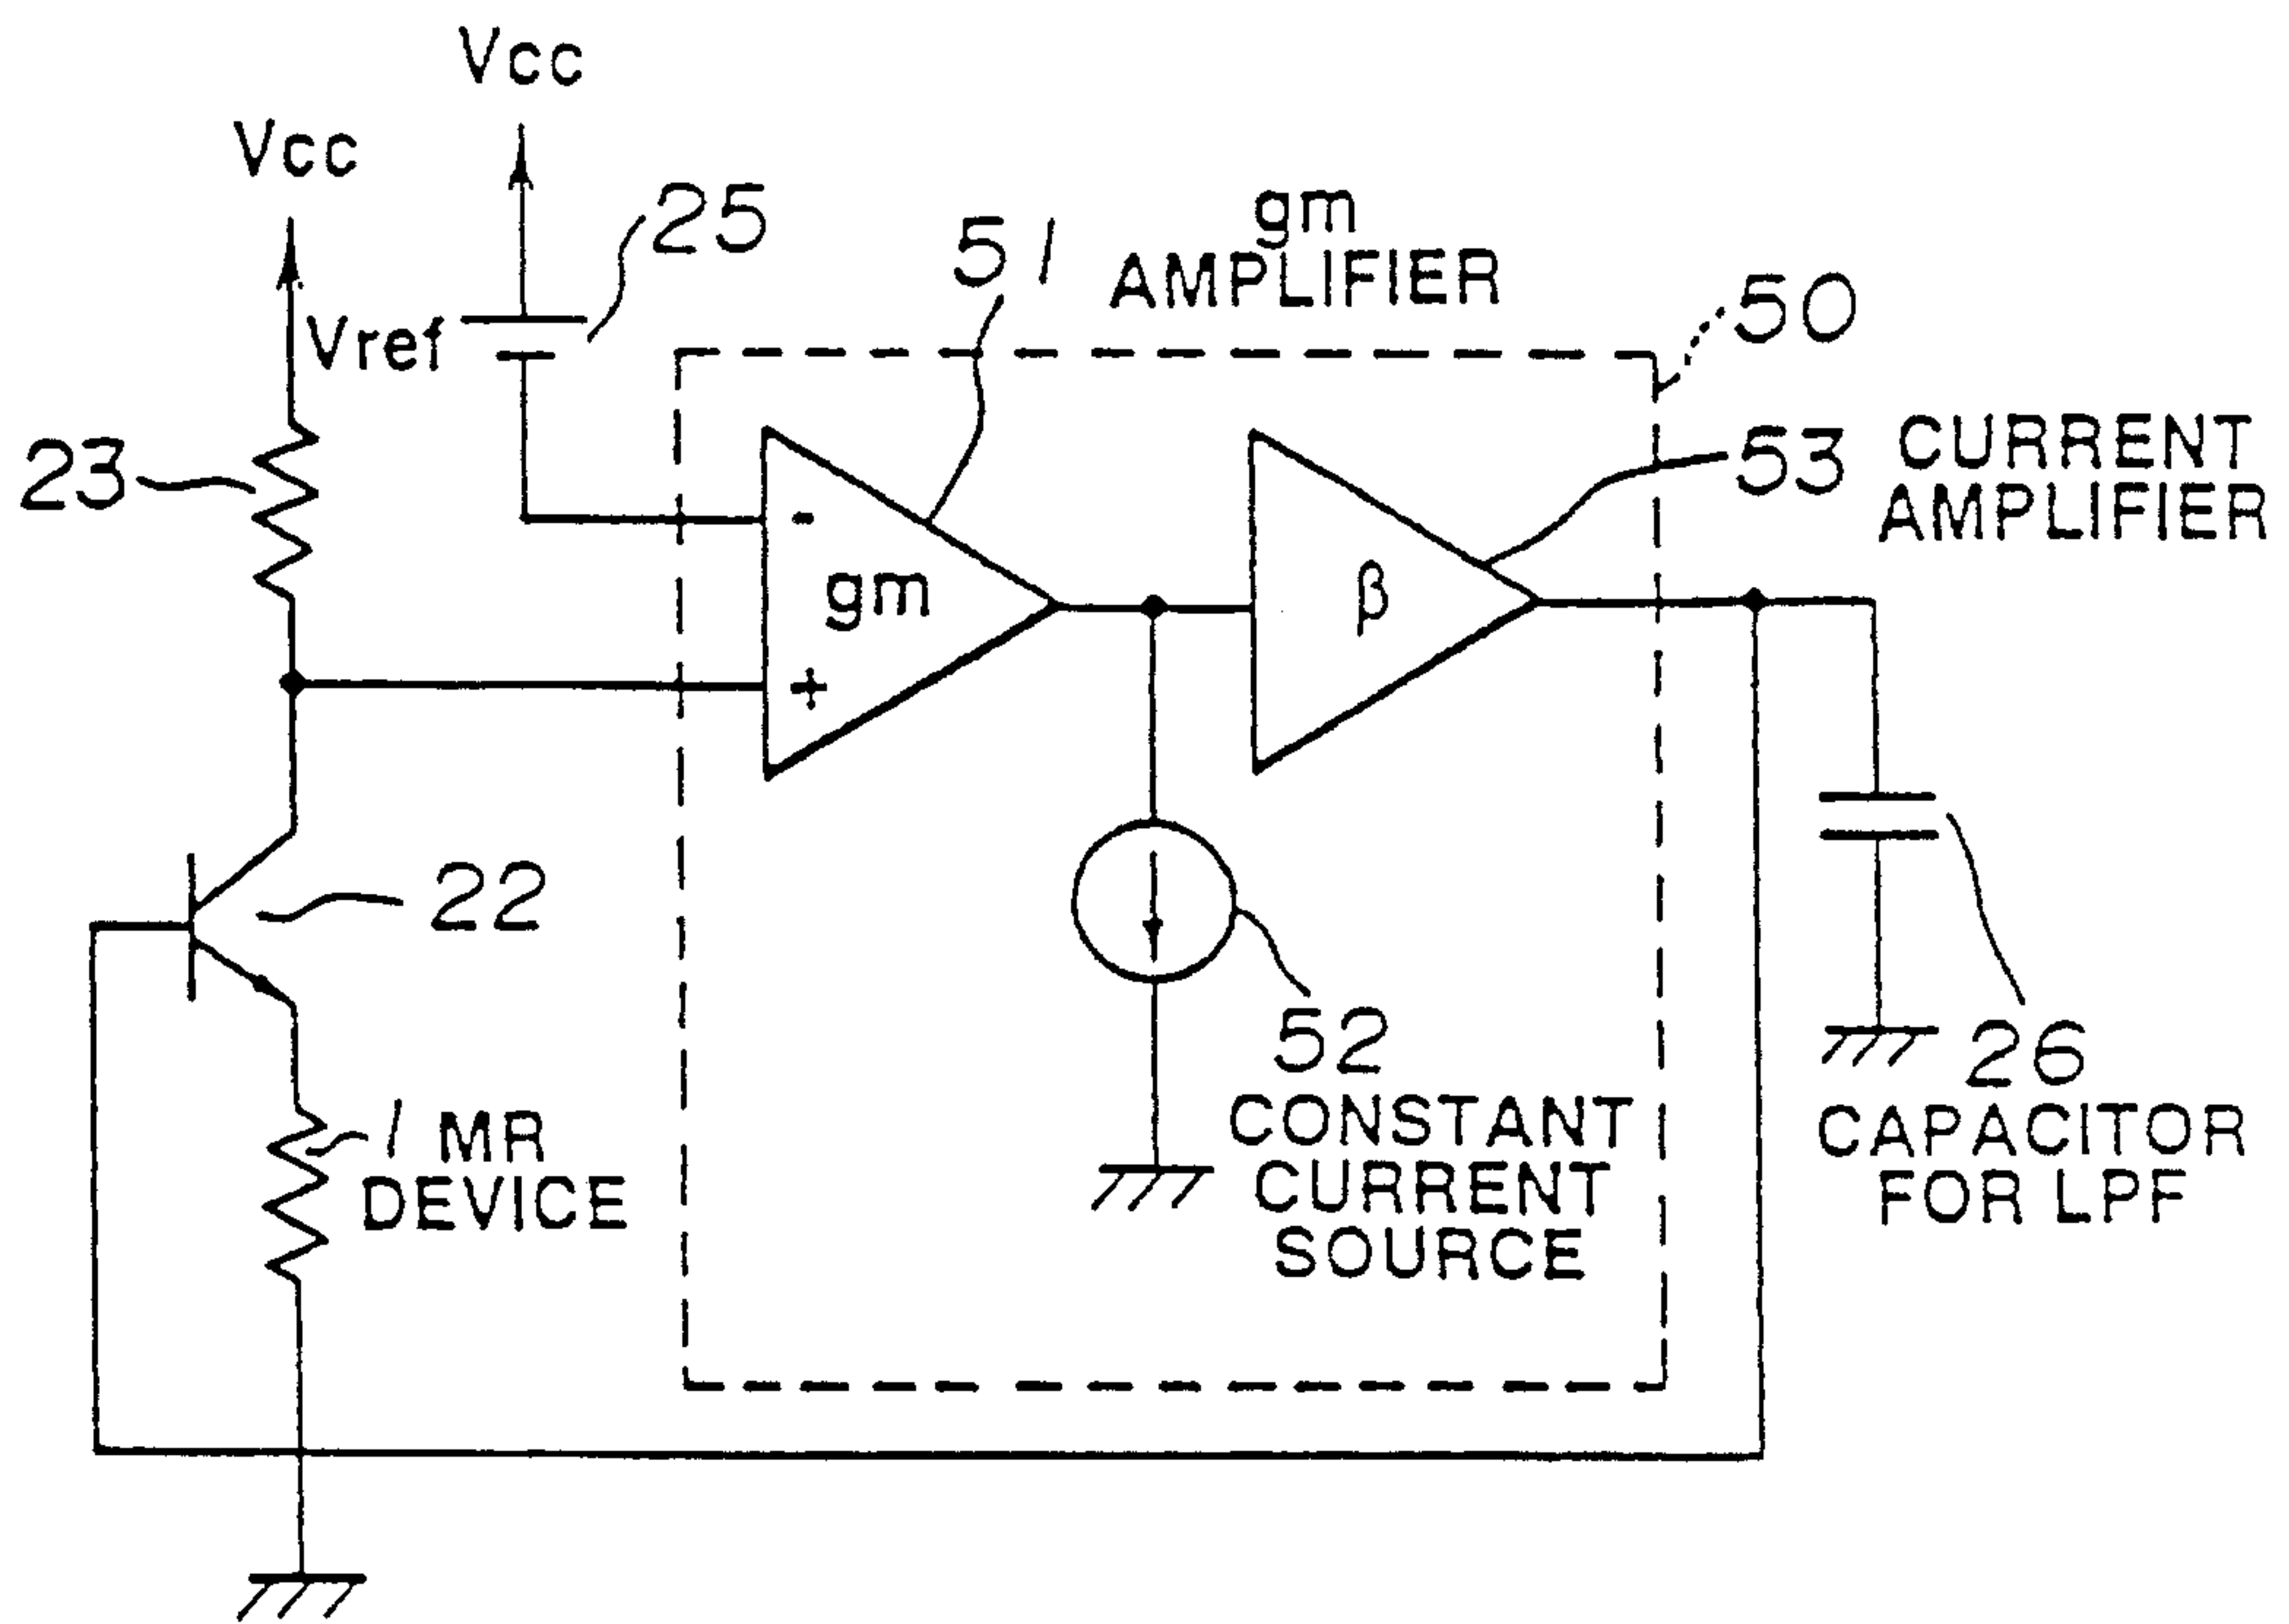 Vcc
Vcc
25
Vref
51
gm
AMPLIFIER
50
23
53
CURRENT
AMPLIFIER
-
gm
+
β
22
52
CONSTANT
CURRENT
SOURCE
26
CAPACITOR
FOR LPF
1 MR
DEVICE